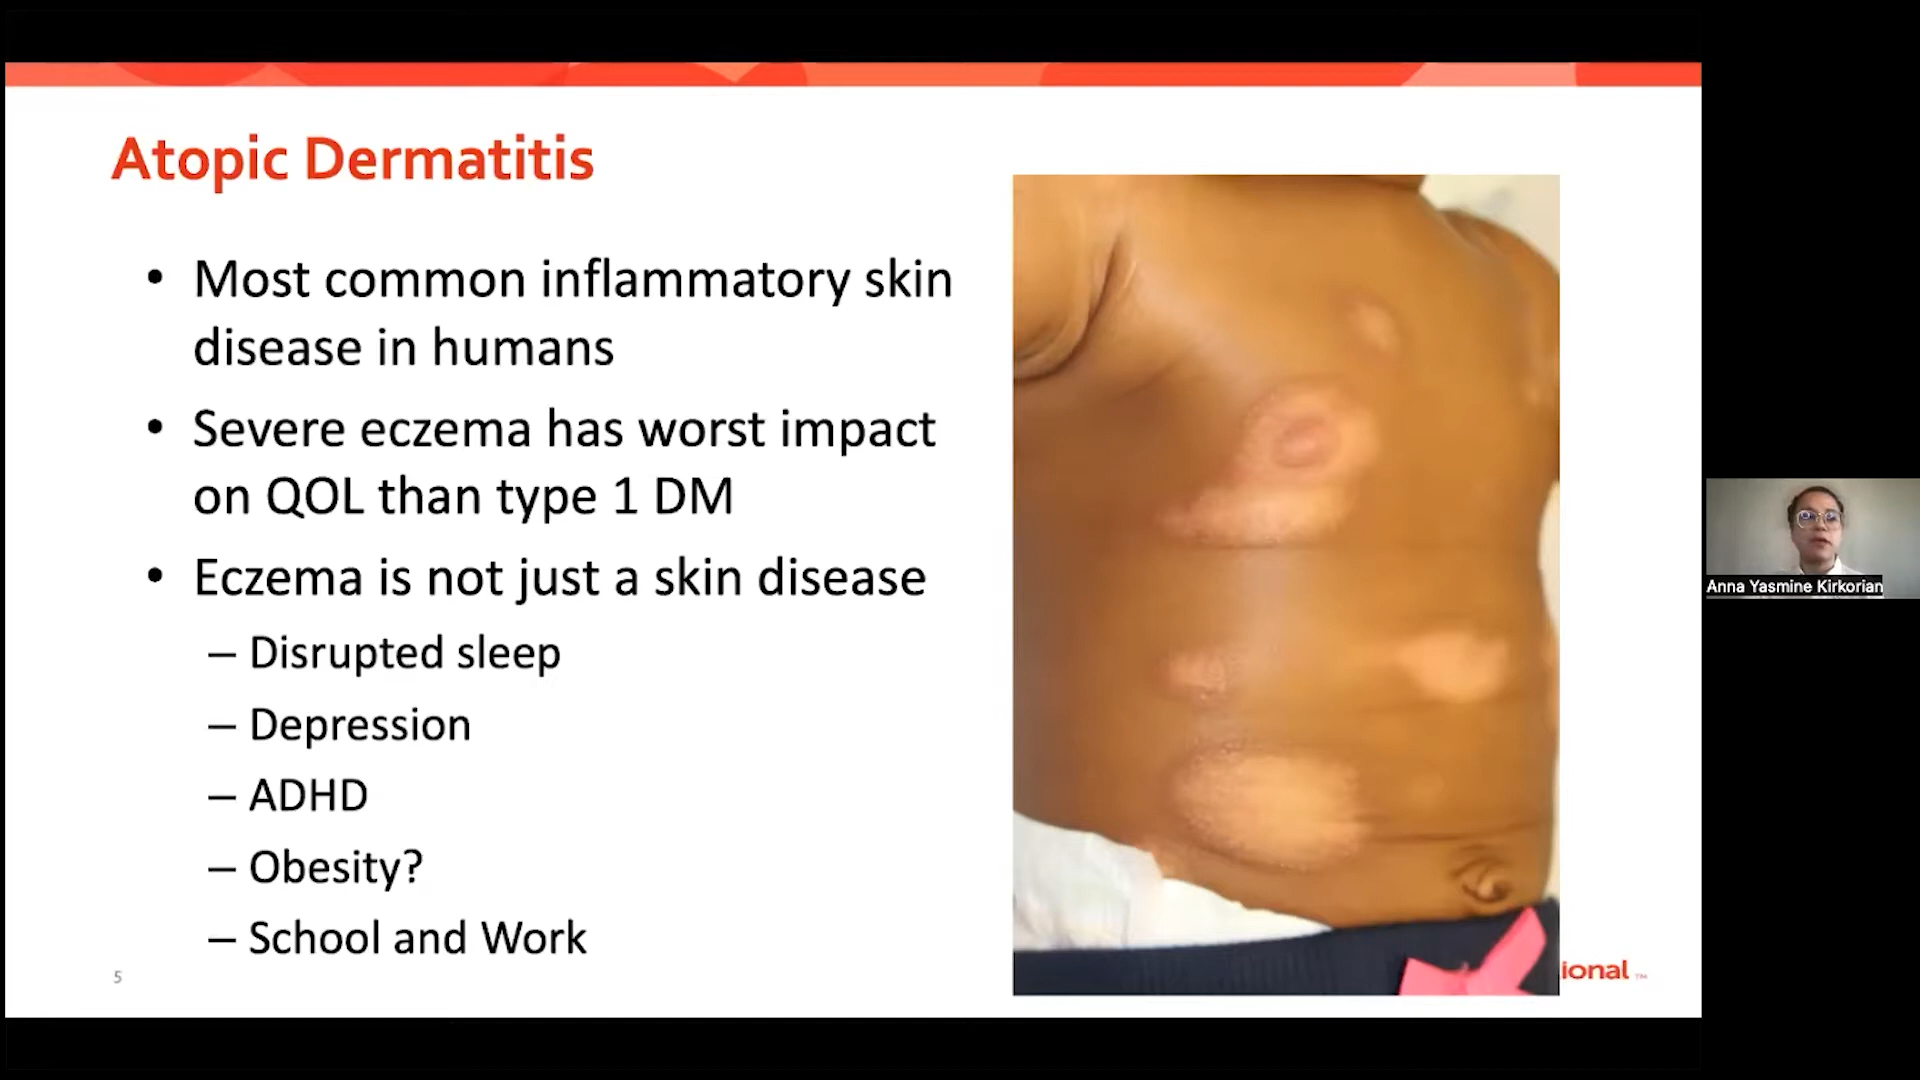 Atopic Dermatitis
• Most common inflammatory skin
disease in humans
• Severe eczema has worst impact
on QOL than type 1 DM
• Eczema is not just a skin disease
– Disrupted sleep
– Depression
– ADHD
– Obesity?
– School and Work
5
ional ™
Anna Yasmine Kirkorian